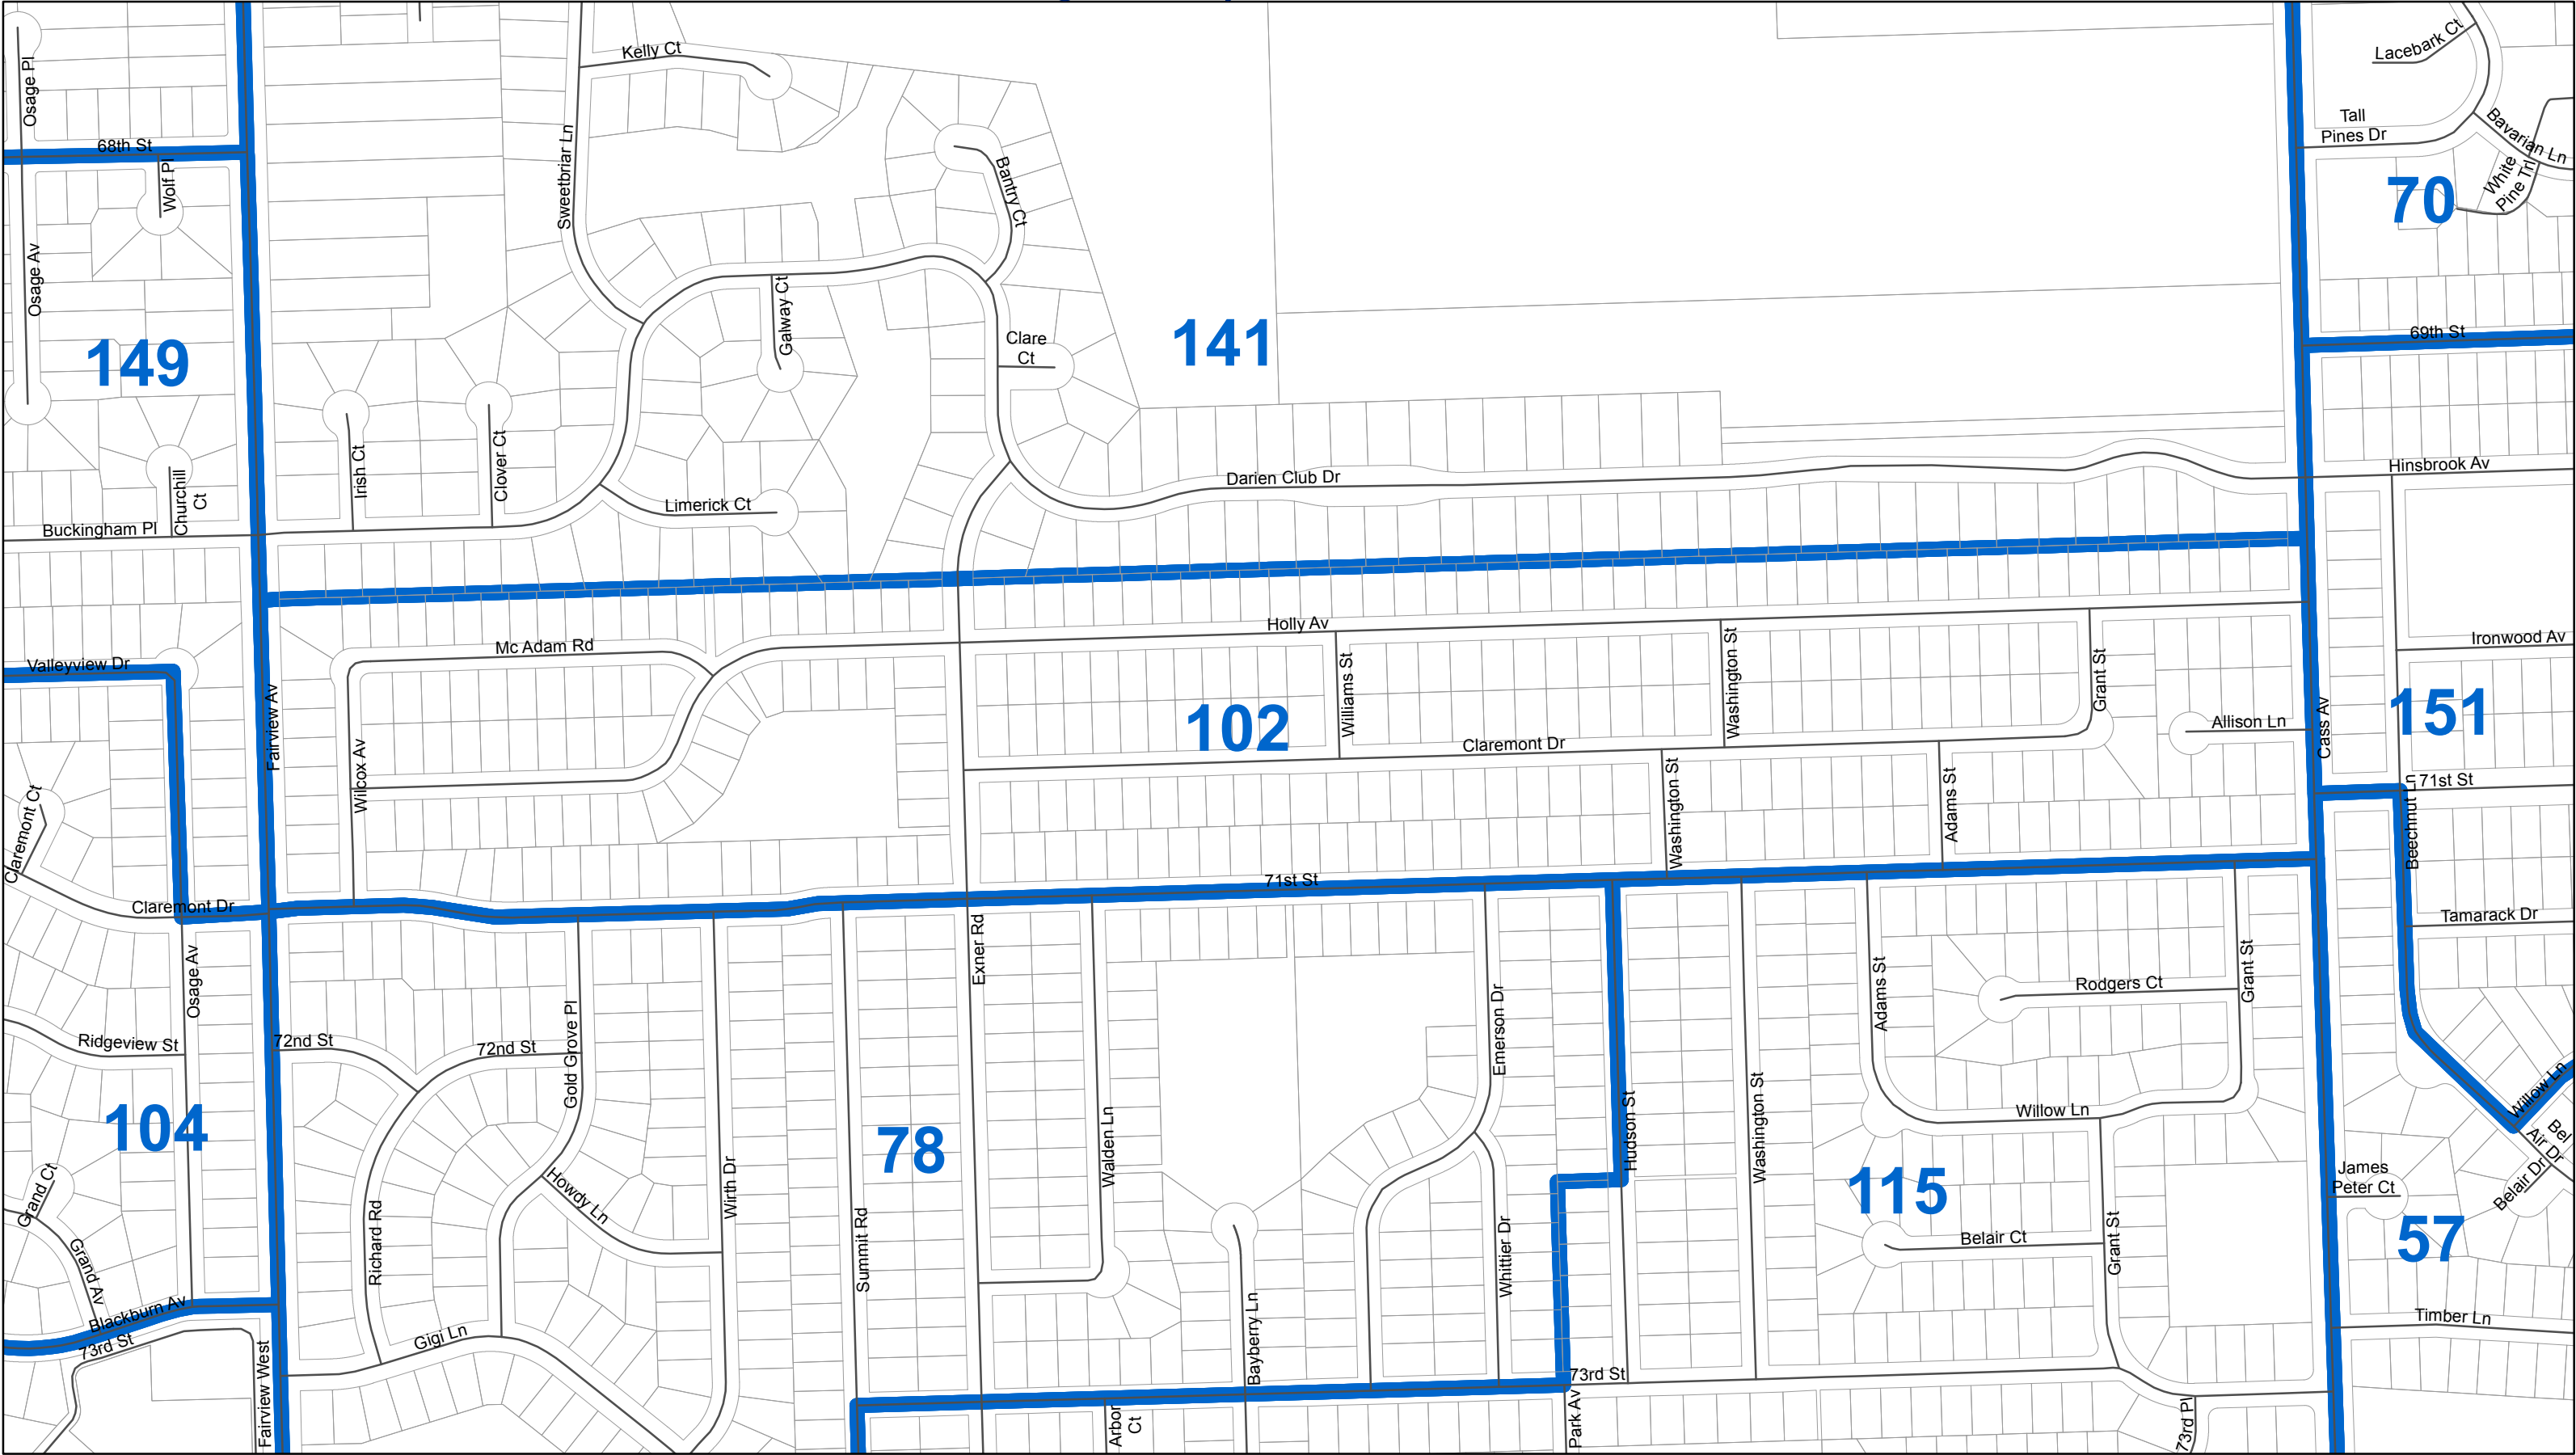 Kelly Ct
Lacebark Ct
Osage Pl
68th St
Wolf Pl
Sweetbriar Ln
Bantry Ct
Tall
Pines Dr
Bavarian Ln
White
Pine Trl
70
Osage Av
149
Galway Ct
Clare
Ct
141
69th St
Irish Ct
Clover Ct
Limerick Ct
Darien Club Dr
Hinsbrook Av
Churchill
Ct
Buckingham Pl
Holly Av
Mc Adam Rd
Valleyview Dr
Fairview Av
Wilcox Av
Williams St
Washington St
Grant St
Ironwood Av
102
Claremont Dr
Allison Ln
Cass Av
151
Washington St
Adams St
71st St
Beechnut Ln
Claremont Ct
Claremont Dr
71st St
Tamarack Dr
Osage Av
Exner Rd
Emerson Dr
Adams St
Rodgers Ct
Grant St
Ridgeview St
72nd St
72nd St
Gold Grove Pl
104
78
Walden Ln
Hudson St
Washington St
Willow Ln
Willow Ln
Bel
Air Dr
Belair Dr
Grand Ct
Howdy Ln
Wirth Dr
115
James
Peter Ct
57
Grand Av
Richard Rd
Summit Rd
Whittier Dr
Belair Ct
Grant St
Blackburn Av
73rd St
Gigi Ln
Bayberry Ln
Timber Ln
Fairview West
73rd St
Arbor
Ct
Park Av
73rd Pl